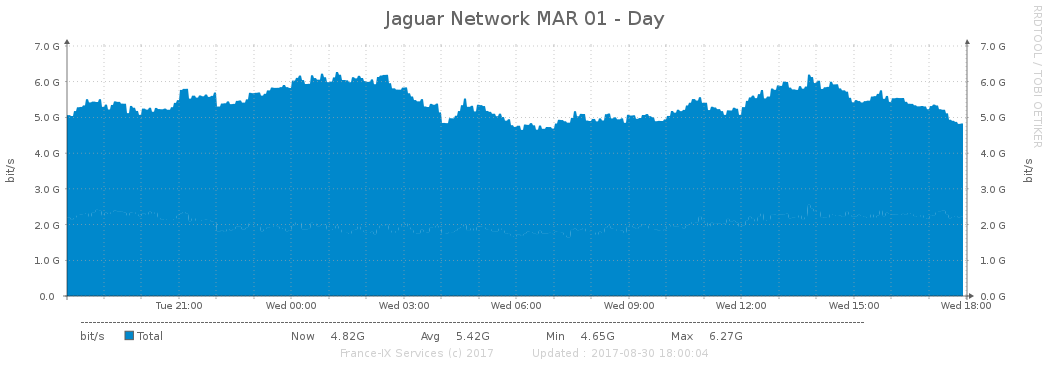 Jaguar Network MAR 01 - Day
RRDTOOL / TOBI OETIKER
7.0 G 7.0 G
6.0 G 6.0 G
5.0 G 5.0 G
4.0 G 4.0 G
3.0 G 3.0 G
2.0 G 2.0 G
1.0 G 1.0 G
0.0 0.0 G
bit/s bit/s
Tue 21:00 Wed 00:00 Wed 03:00 Wed 06:00 Wed 09:00 Wed 12:00 Wed 15:00 Wed 18:00
bit/s Total Now 4.82G Avg 5.42G Min 4.65G Max 6.27G
France-IX Services (c) 2017 Updated : 2017-08-30 18:00:04